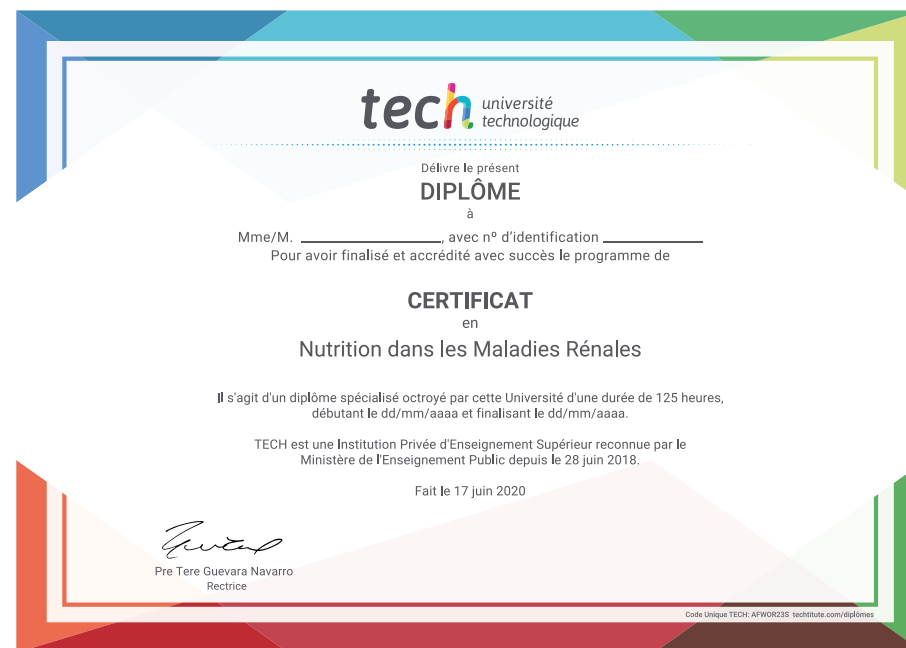 tech université
technologique
Délivre le présent
DIPLÔME
à
Mme/M. ____________________, avec nº d'identification ______________
Pour avoir finalisé et accrédité avec succès le programme de
CERTIFICAT
en
Nutrition dans les Maladies Rénales
Il s'agit d'un diplôme spécialisé octroyé par cette Université d'une durée de 125 heures,
débutant le dd/mm/aaaa et finalisant le dd/mm/aaaa.
TECH est une Institution Privée d'Enseignement Supérieur reconnue par le
Ministère de l'Enseignement Public depuis le 28 juin 2018.
Fait le 17 juin 2020
Pre Tere Guevara Navarro
Rectrice
Code Unique TECH: AFWOR23S techtitute.com/diplômes